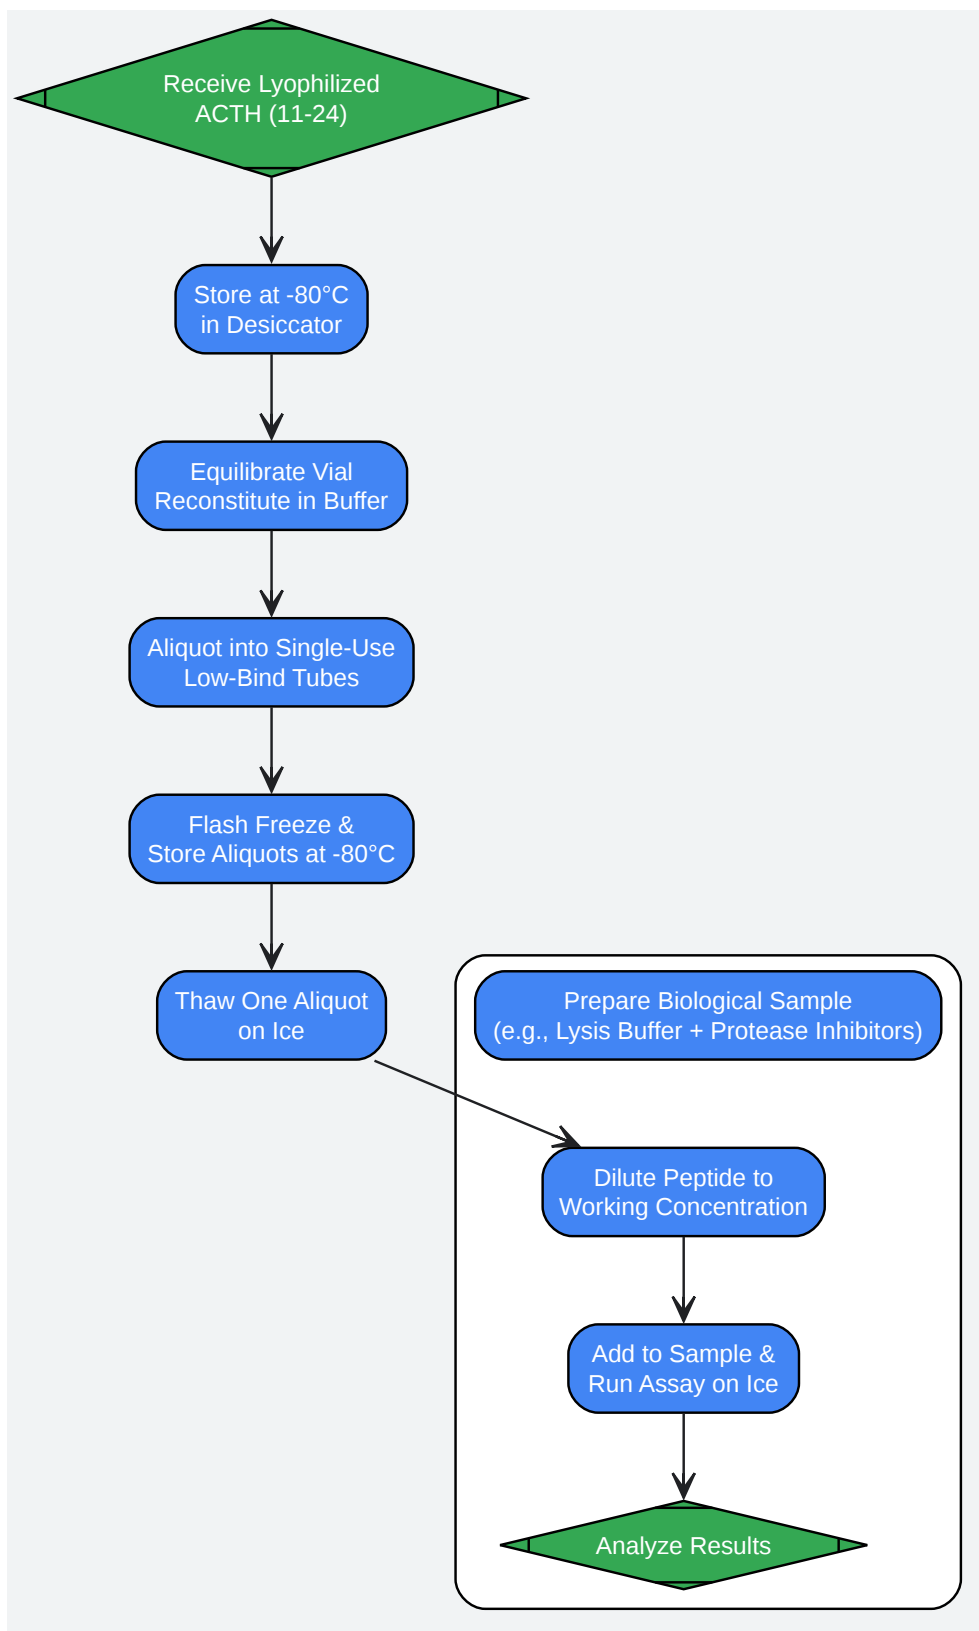 Receive Lyophilized
ACTH (11-24)
Store at -80°C
in Desiccator
Equilibrate Vial
Reconstitute in Buffer
Aliquot into Single-Use
Low-Bind Tubes
Flash Freeze &
Store Aliquots at -80°C
Thaw One Aliquot
on Ice
Prepare Biological Sample
(e.g., Lysis Buffer + Protease Inhibitors)
Dilute Peptide to
Working Concentration
Add to Sample &
Run Assay on Ice
Analyze Results